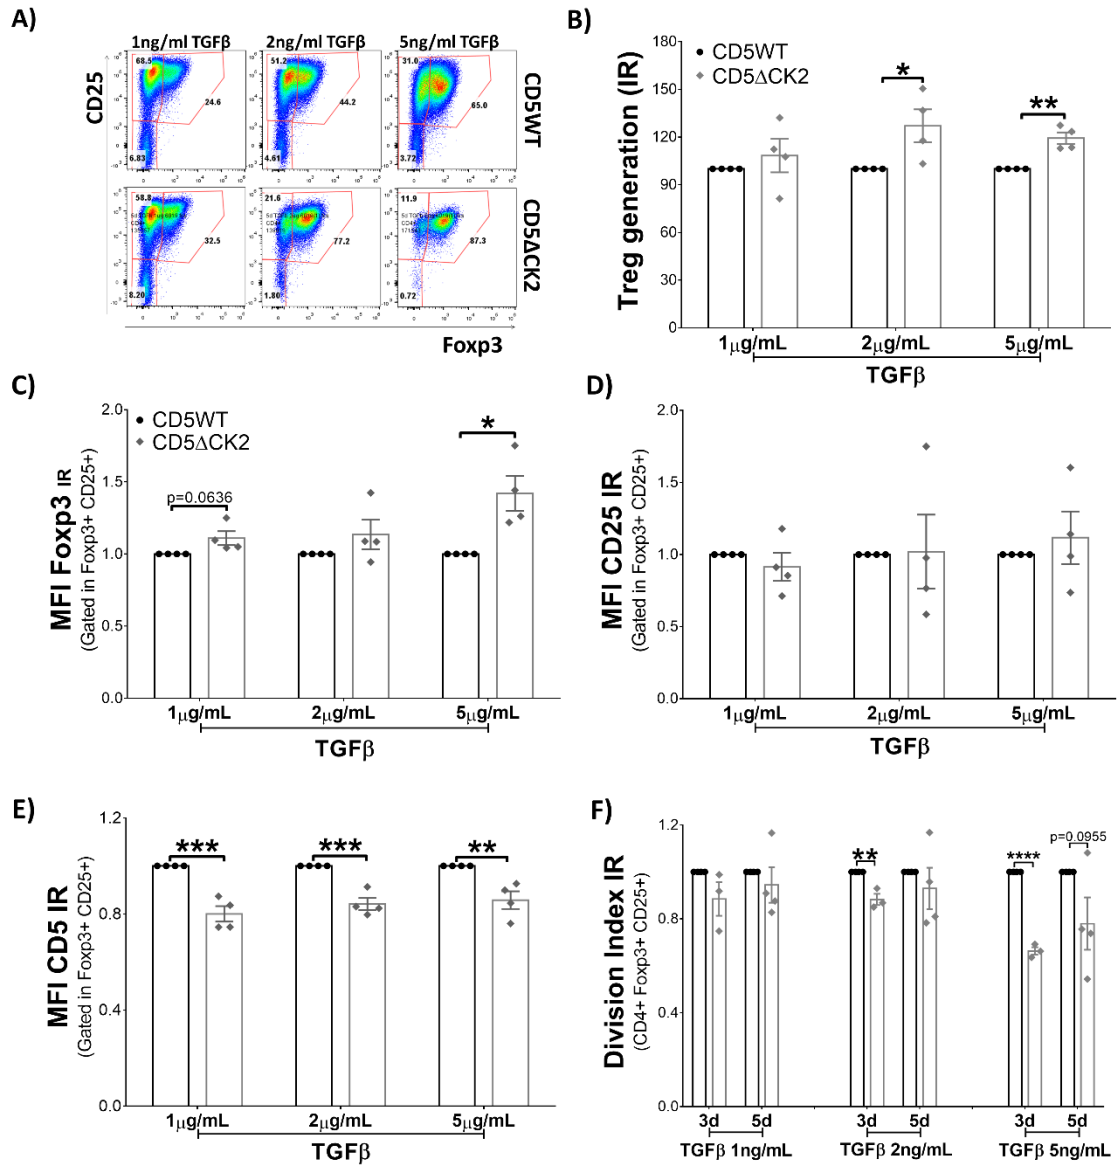 A)
1ng/ml TGFβ 2ng/ml TGFβ 5ng/ml TGFβ
CD25
68.5
24.6
6.83
51.2
44.2
4.61
31.0
65.0
3.72
CD5WT
58.8
32.5
8.20
21.6
77.2
1.80
11.9
87.3
0.72
CD5ΔCK2
Foxp3
B)
Treg generation (IR)
180
150
120
90
60
30
0
CD5WT
CD5ΔCK2
*
**
1µg/mL 2µg/mL 5µg/mL
TGFβ
C)
MFI Foxp3 IR
(Gated in Foxp3+ CD25+)
2.0
1.5
1.0
0.5
0.0
CD5WT
CD5ΔCK2
p=0.0636
*
1µg/mL 2µg/mL 5µg/mL
TGFβ
D)
MFI CD25 IR
(Gated in Foxp3+ CD25+)
2.0
1.5
1.0
0.5
0.0
1µg/mL 2µg/mL 5µg/mL
TGFβ
E)
MFI CD5 IR
(Gated in Foxp3+ CD25+)
1.2
0.8
0.4
0.0
***
***
**
1µg/mL 2µg/mL 5µg/mL
TGFβ
F)
Division Index IR
(CD4+ Foxp3+ CD25+)
1.2
0.8
0.4
0.0
**
****
p=0.0955
3d 5d 3d 5d 3d 5d
TGFβ 1ng/mL TGFβ 2ng/mL TGFβ 5ng/mL